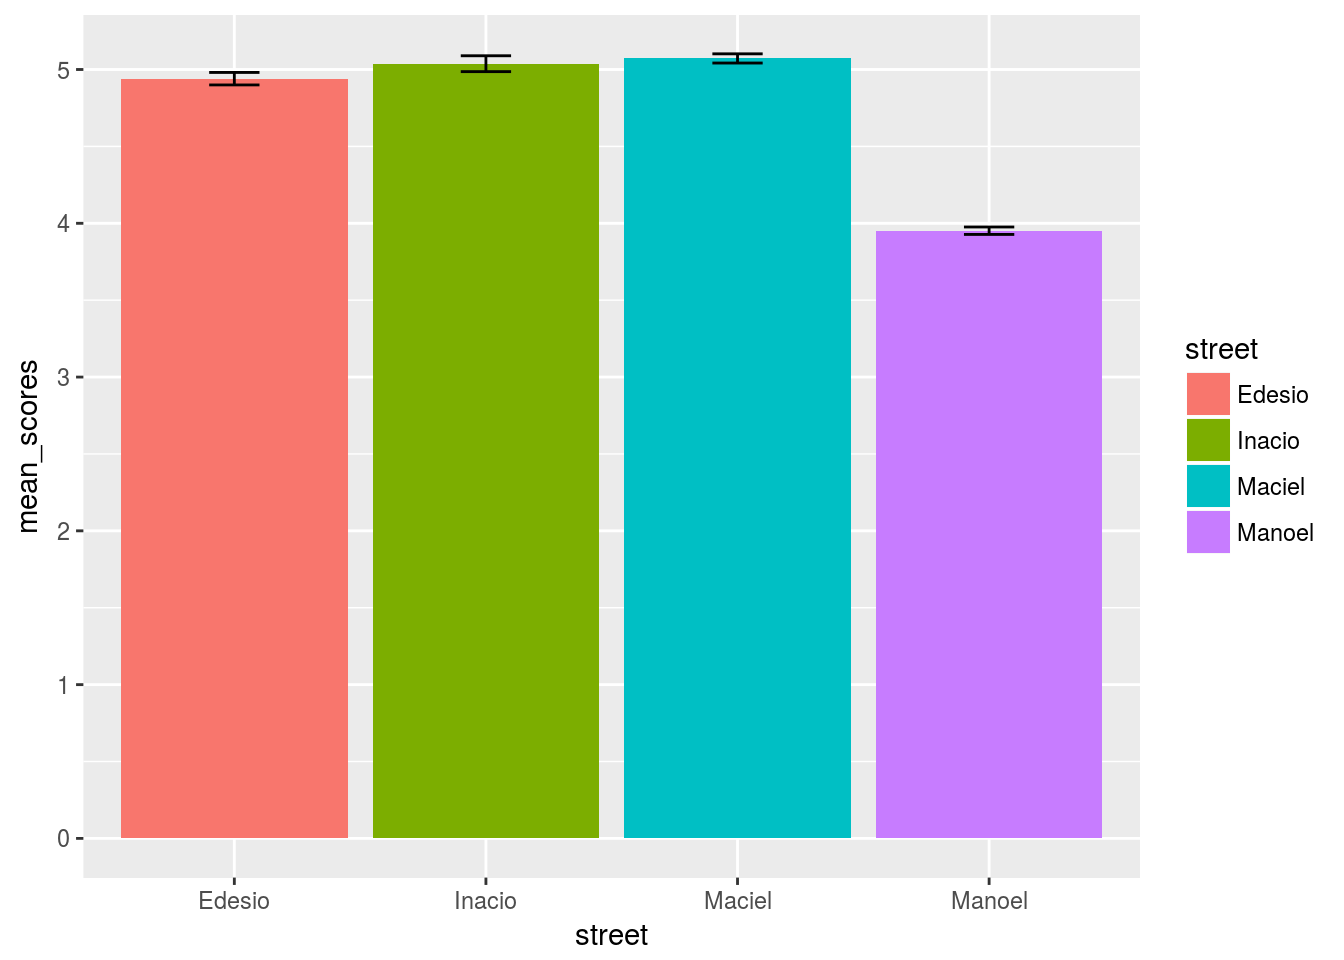 mean_scores
5
4
3
2
1
0
Edesio
Inacio
Maciel
Manoel
street
street
Edesio
Inacio
Maciel
Manoel